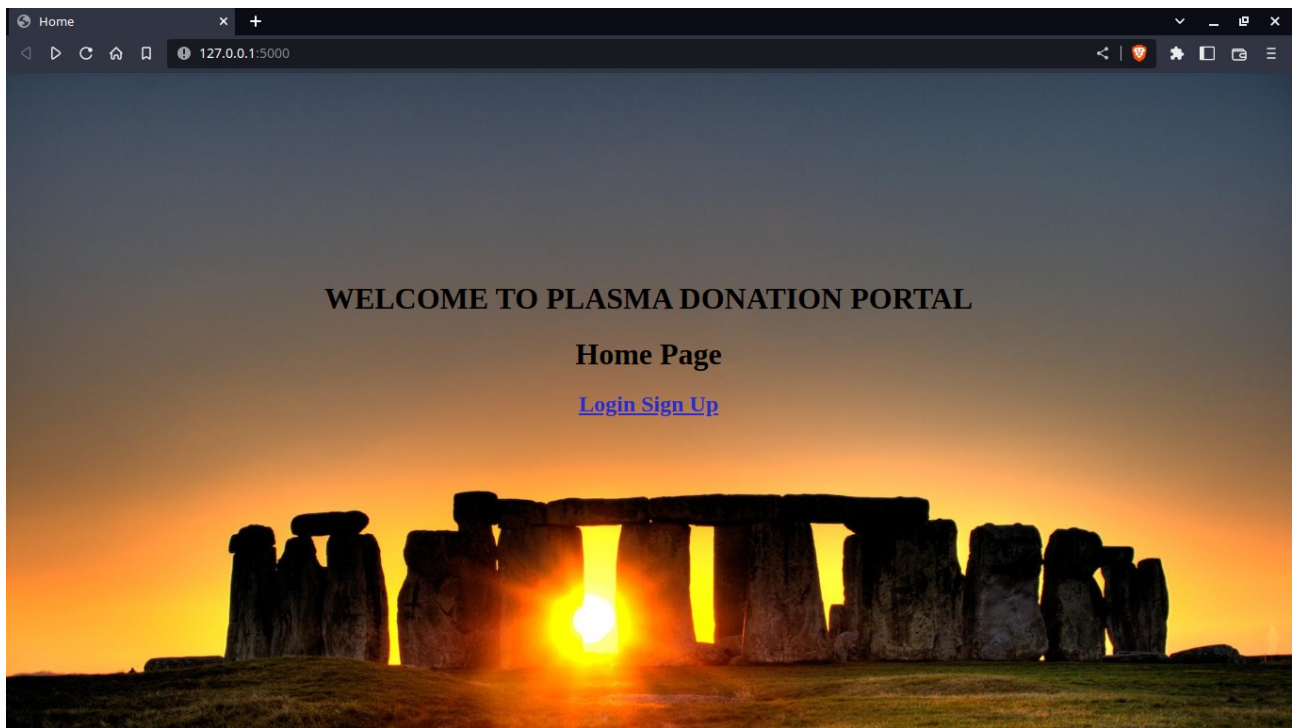 Home
127.0.0.1:5000
WELCOME TO PLASMA DONATION PORTAL
Home Page
Login Sign Up